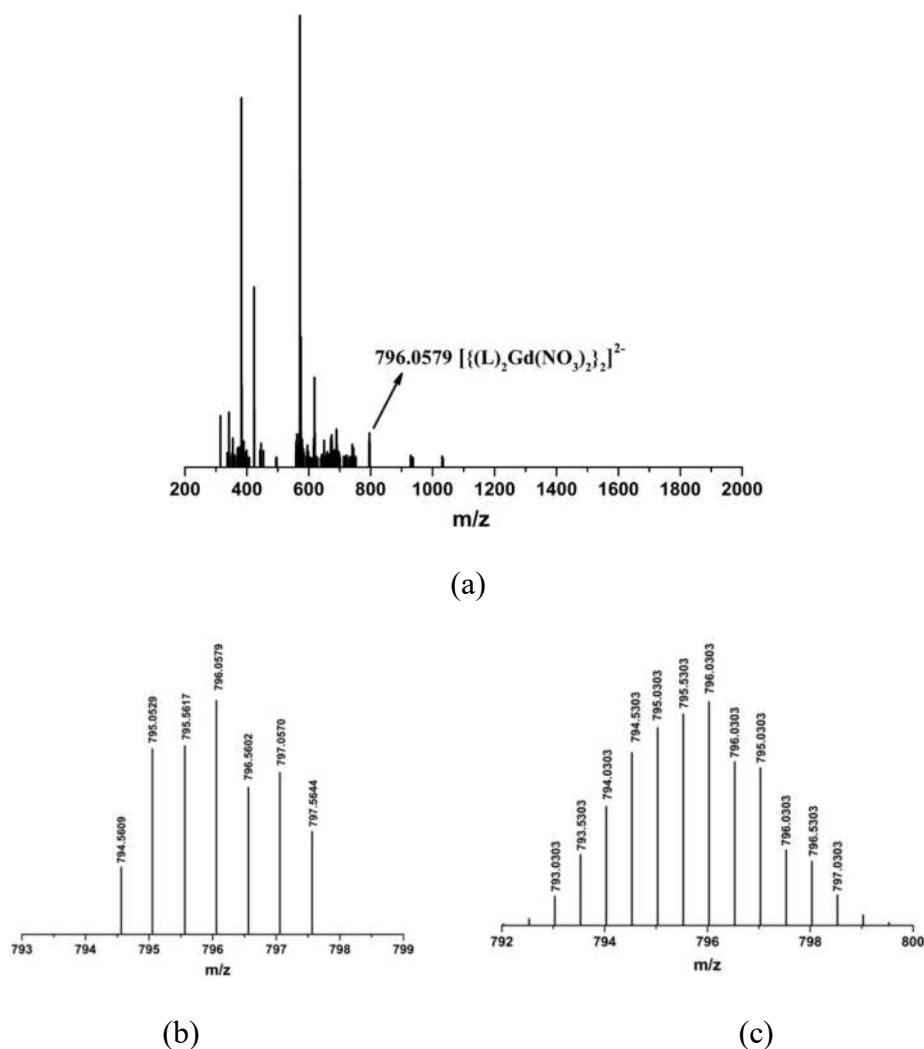 796.0579 [{(L)₂Gd(NO₃)₂}₂]²⁻
200 400 600 800 1000 1200 1400 1600 1800 2000
m/z
(a)
794.5609 795.0529 795.5617 796.0579 796.5602 797.0570 797.5644
793 794 795 796 797 798 799
m/z
793.0303 793.5303 794.0303 794.5303 795.0303 795.5303 796.0303 796.0303 795.0303 796.0303 796.5303 797.0303
792 794 796 798 800
m/z
(b) (c)